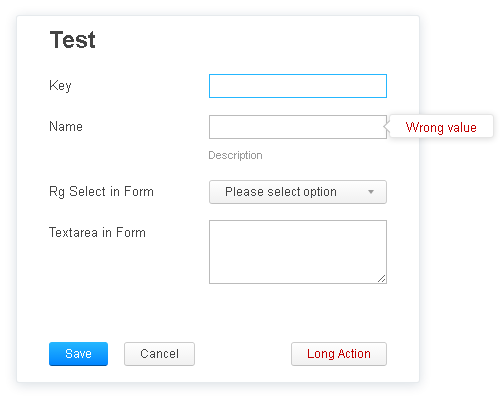 Test
Key
Name
Wrong value
Description
Rg Select in Form
Please select option
Textarea in Form
Save
Cancel
Long Action